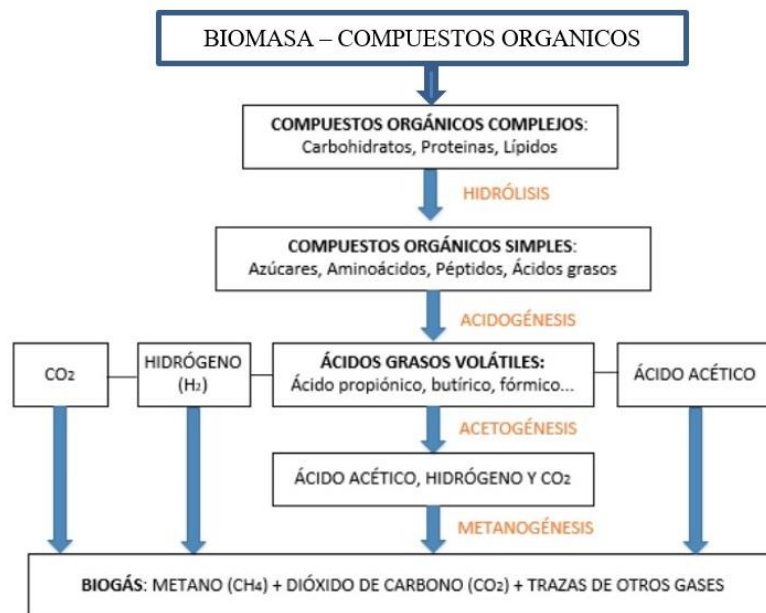 BIOMASA – COMPUESTOS ORGANICOS
COMPUESTOS ORGÁNICOS COMPLEJOS:
Carbohidratos, Proteinas, Lípidos
HIDRÓLISIS
COMPUESTOS ORGÁNICOS SIMPLES:
Azúcares, Aminoácidos, Péptidos, Ácidos grasos
ACIDOGÉNESIS
CO₂
HIDRÓGENO
(H₂)
ÁCIDOS GRASOS VOLÁTILES:
Ácido propiónico, butírico, fórmico...
ÁCIDO ACÉTICO
ACETOGÉNESIS
ÁCIDO ACÉTICO, HIDRÓGENO Y CO₂
METANOGÉNESIS
BIOGÁS: METANO (CH₄) + DIÓXIDO DE CARBONO (CO₂) + TRAZAS DE OTROS GASES